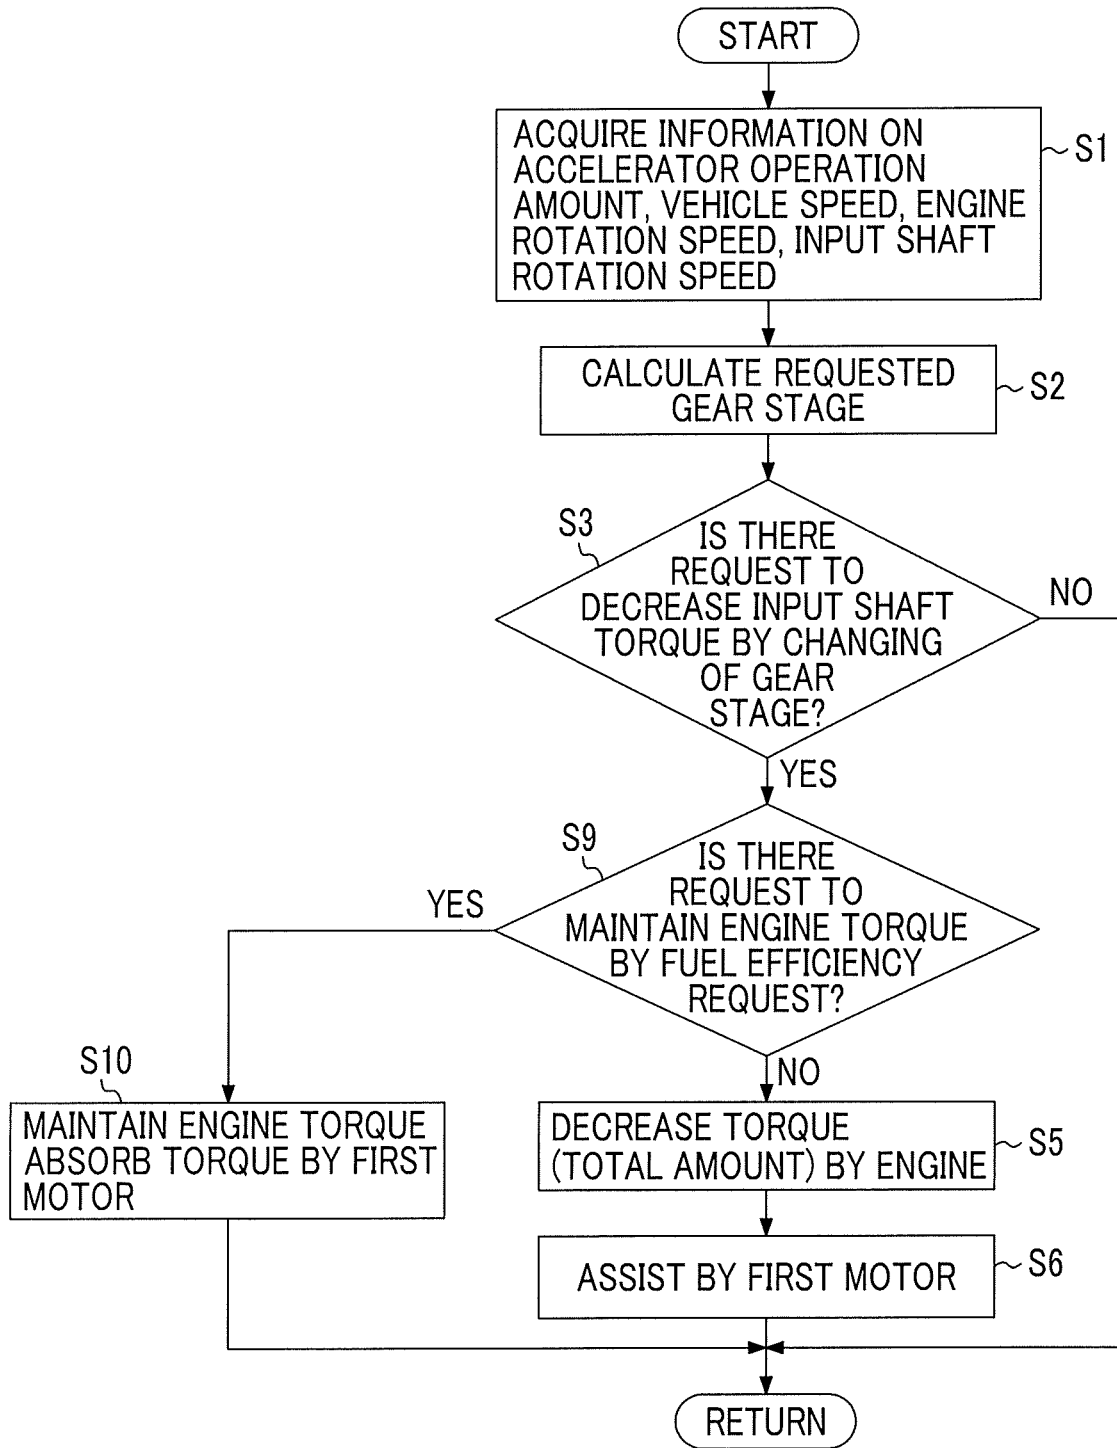 START
ACQUIRE INFORMATION ON
ACCELERATOR OPERATION
AMOUNT, VEHICLE SPEED, ENGINE
ROTATION SPEED, INPUT SHAFT
ROTATION SPEED
S1
CALCULATE REQUESTED
GEAR STAGE
S2
S3
IS THERE
REQUEST TO
DECREASE INPUT SHAFT
TORQUE BY CHANGING
OF GEAR
STAGE?
NO
YES
S9
IS THERE
REQUEST TO
MAINTAIN ENGINE TORQUE
BY FUEL EFFICIENCY
REQUEST?
YES
NO
S10
MAINTAIN ENGINE TORQUE
ABSORB TORQUE BY FIRST
MOTOR
DECREASE TORQUE
(TOTAL AMOUNT) BY ENGINE
S5
ASSIST BY FIRST MOTOR
S6
RETURN